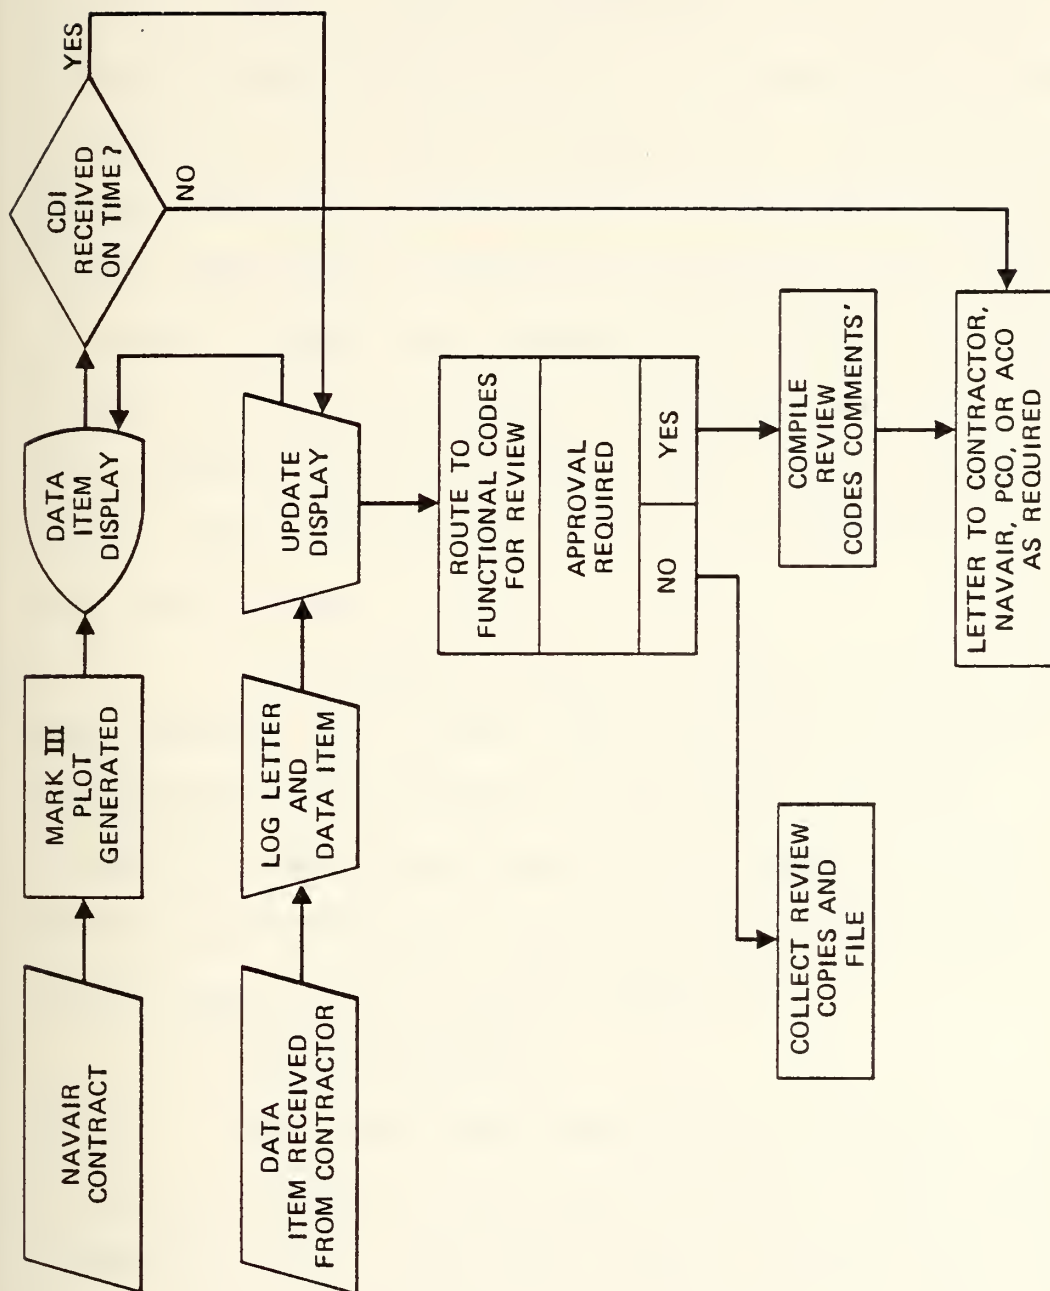 NAVAIR
CONTRACT
MARK III
PLOT
GENERATED
DATA
ITEM
DISPLAY
CDI
RECEIVED
ON TIME?
YES
NO
DATA
ITEM RECEIVED
FROM CONTRACTOR
LOG LETTER
AND
DATA ITEM
UPDATE
DISPLAY
ROUTE TO
FUNCTIONAL CODES
FOR REVIEW
APPROVAL
REQUIRED
NO
YES
COLLECT REVIEW
COPIES AND
FILE
COMPILE
REVIEW
CODES COMMENTS'
LETTER TO CONTRACTOR,
NAVAIR, PCO, OR ACO
AS REQUIRED